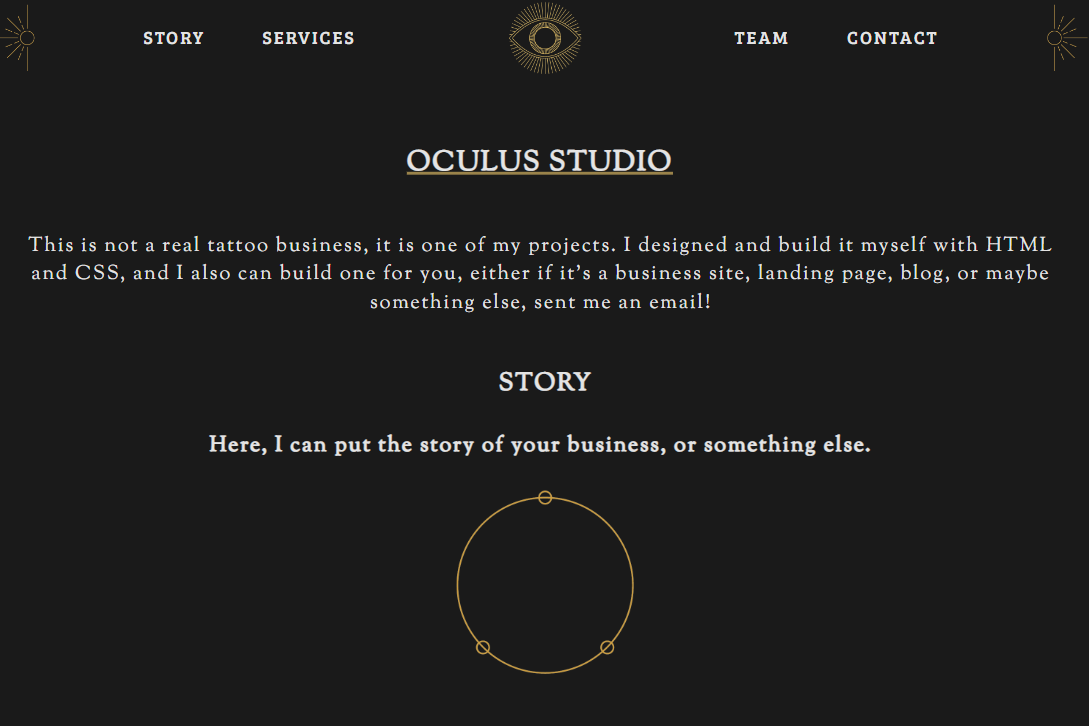 STORY SERVICES TEAM CONTACT
OCULUS STUDIO
This is not a real tattoo business, it is one of my projects. I designed and build it myself with HTML
and CSS, and I also can build one for you, either if it’s a business site, landing page, blog, or maybe
something else, sent me an email!
STORY
Here, I can put the story of your business, or something else.